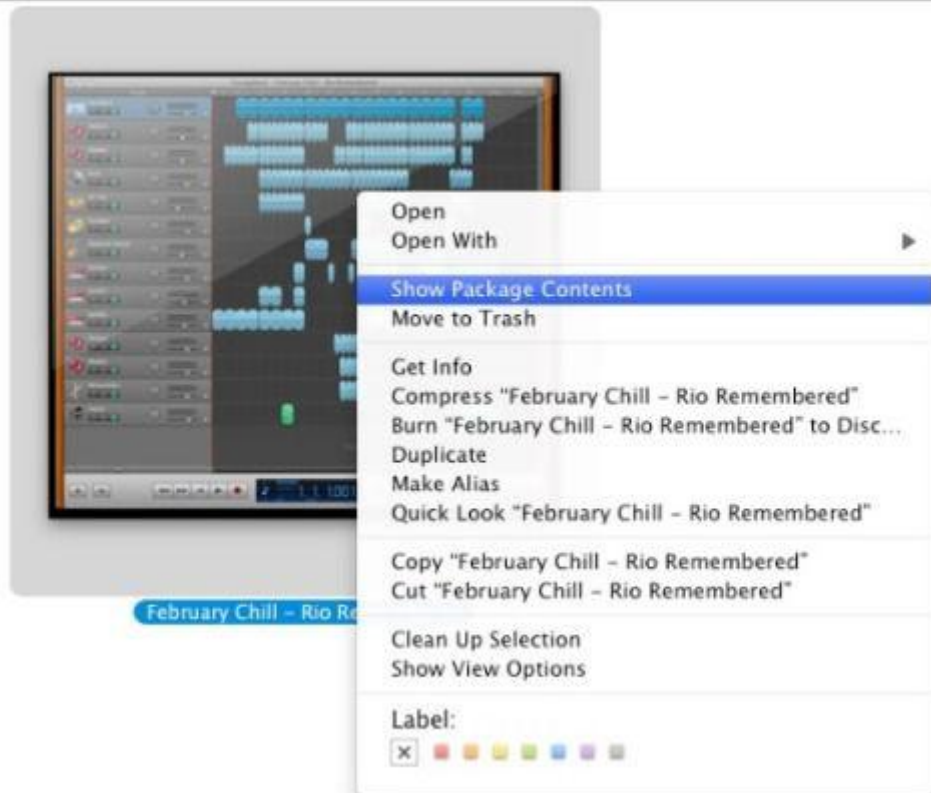 Open
Open With
Show Package Contents
Move to Trash
Get Info
Compress “February Chill – Rio Remembered”
Burn “February Chill – Rio Remembered” to Disc...
Duplicate
Make Alias
Quick Look “February Chill – Rio Remembered”
Copy “February Chill – Rio Remembered”
Cut “February Chill – Rio Remembered”
February Chill – Rio
Clean Up Selection
Show View Options
Label: